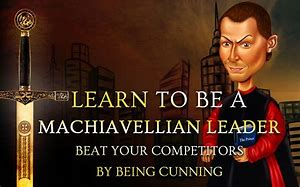 LEARN TO BE A
MACHIAVELLIAN LEADER
BEAT YOUR COMPETITORS
BY BEING CUNNING